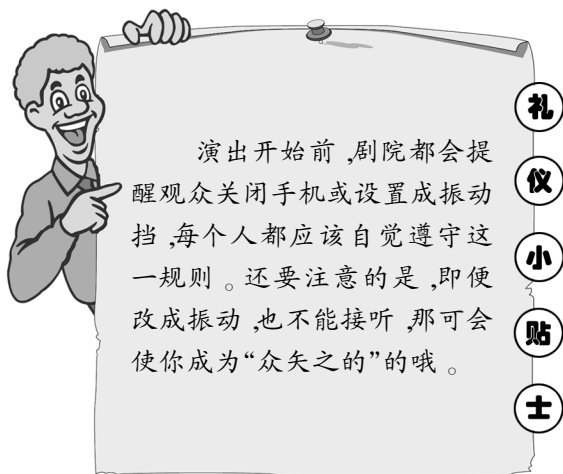 演出开始前,剧院都会提
醒观众关闭手机或设置成振动
挡,每个人都应该自觉遵守这
一规则。还要注意的是,即便
改成振动,也不能接听,那可会
使你成为“众矢之的”的哦。
礼
仪
小
贴
士